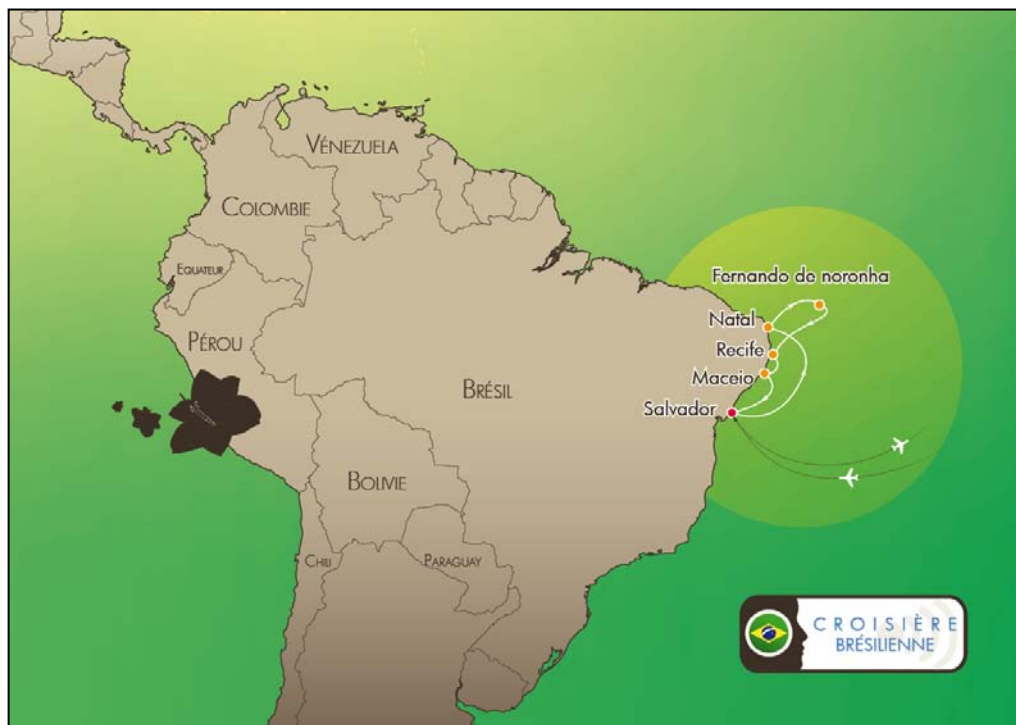 VÉNEZUELA
COLOMBIE
EQUATEUR
PÉROU
BRÉSIL
BOLIVIE
CHILI
PARAGUAY
Fernando de noronha
Natal
Recife
Maceio
Salvador
CROISIÈRE
BRÉSILIENNE